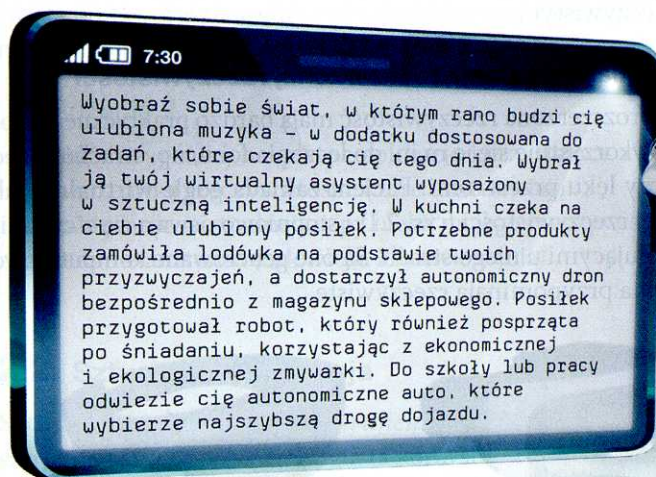 7:30
Wyobraź sobie świat, w którym rano budzi cię
ulubiona muzyka – w dodatku dostosowana do
zadań, które czekają cię tego dnia. Wybrał
ją twój wirtualny asystent wyposażony
w sztuczną inteligencję. W kuchni czeka na
ciebie ulubiony posiłek. Potrzebne produkty
zamówiła lodówka na podstawie twoich
przyzwyczajeń, a dostarczył autonomiczny dron
bezpośrednio z magazynu sklepowego. Posiłek
przygotował robot, który również posprząta
po śniadaniu, korzystając z ekonomicznej
i ekologicznej zmywarki. Do szkoły lub pracy
odwiezie cię autonomiczne auto, które
wybierze najszybszą drogę dojazdu.